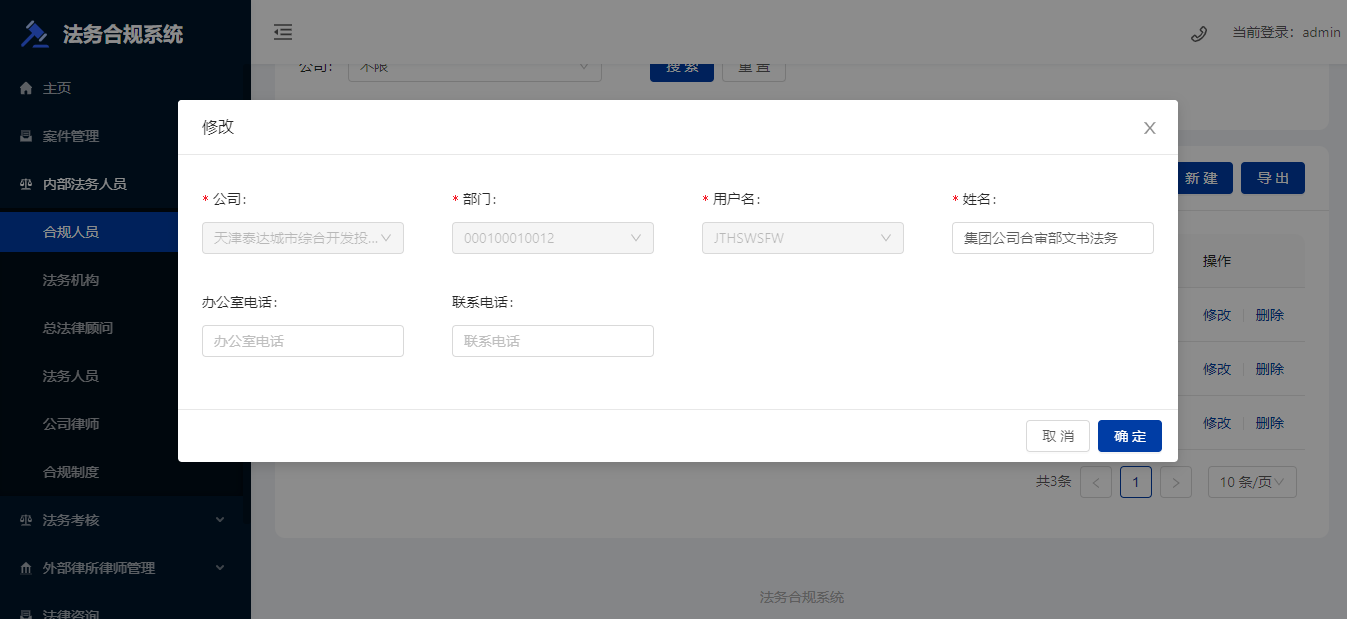 法务合规系统
当前登录：admin
主页
案件管理
内部法务人员
合规人员
法务机构
总法律顾问
法务人员
公司律师
合规制度
法务考核
外部律所律师管理
法律咨询
公司： 不限 搜 索 重 置
新 建 导 出
修改
* 公司： * 部门： * 用户名： * 姓名：
天津泰达城市综合开发投... 000100010012 JTHSWSFW 集团公司合审部文书法务
办公室电话： 联系电话：
办公室电话 联系电话
取 消 确 定
操作
修改 删除
修改 删除
修改 删除
共3条 < 1 > 10 条/页
法务合规系统